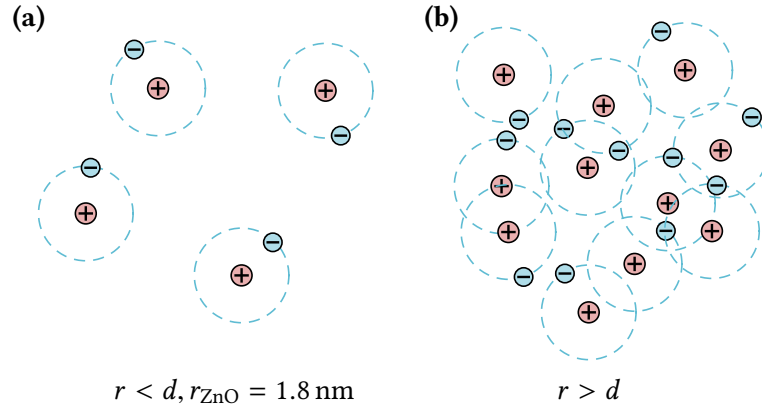 (a) (b)
r < d, r_ZnO = 1.8 nm r > d